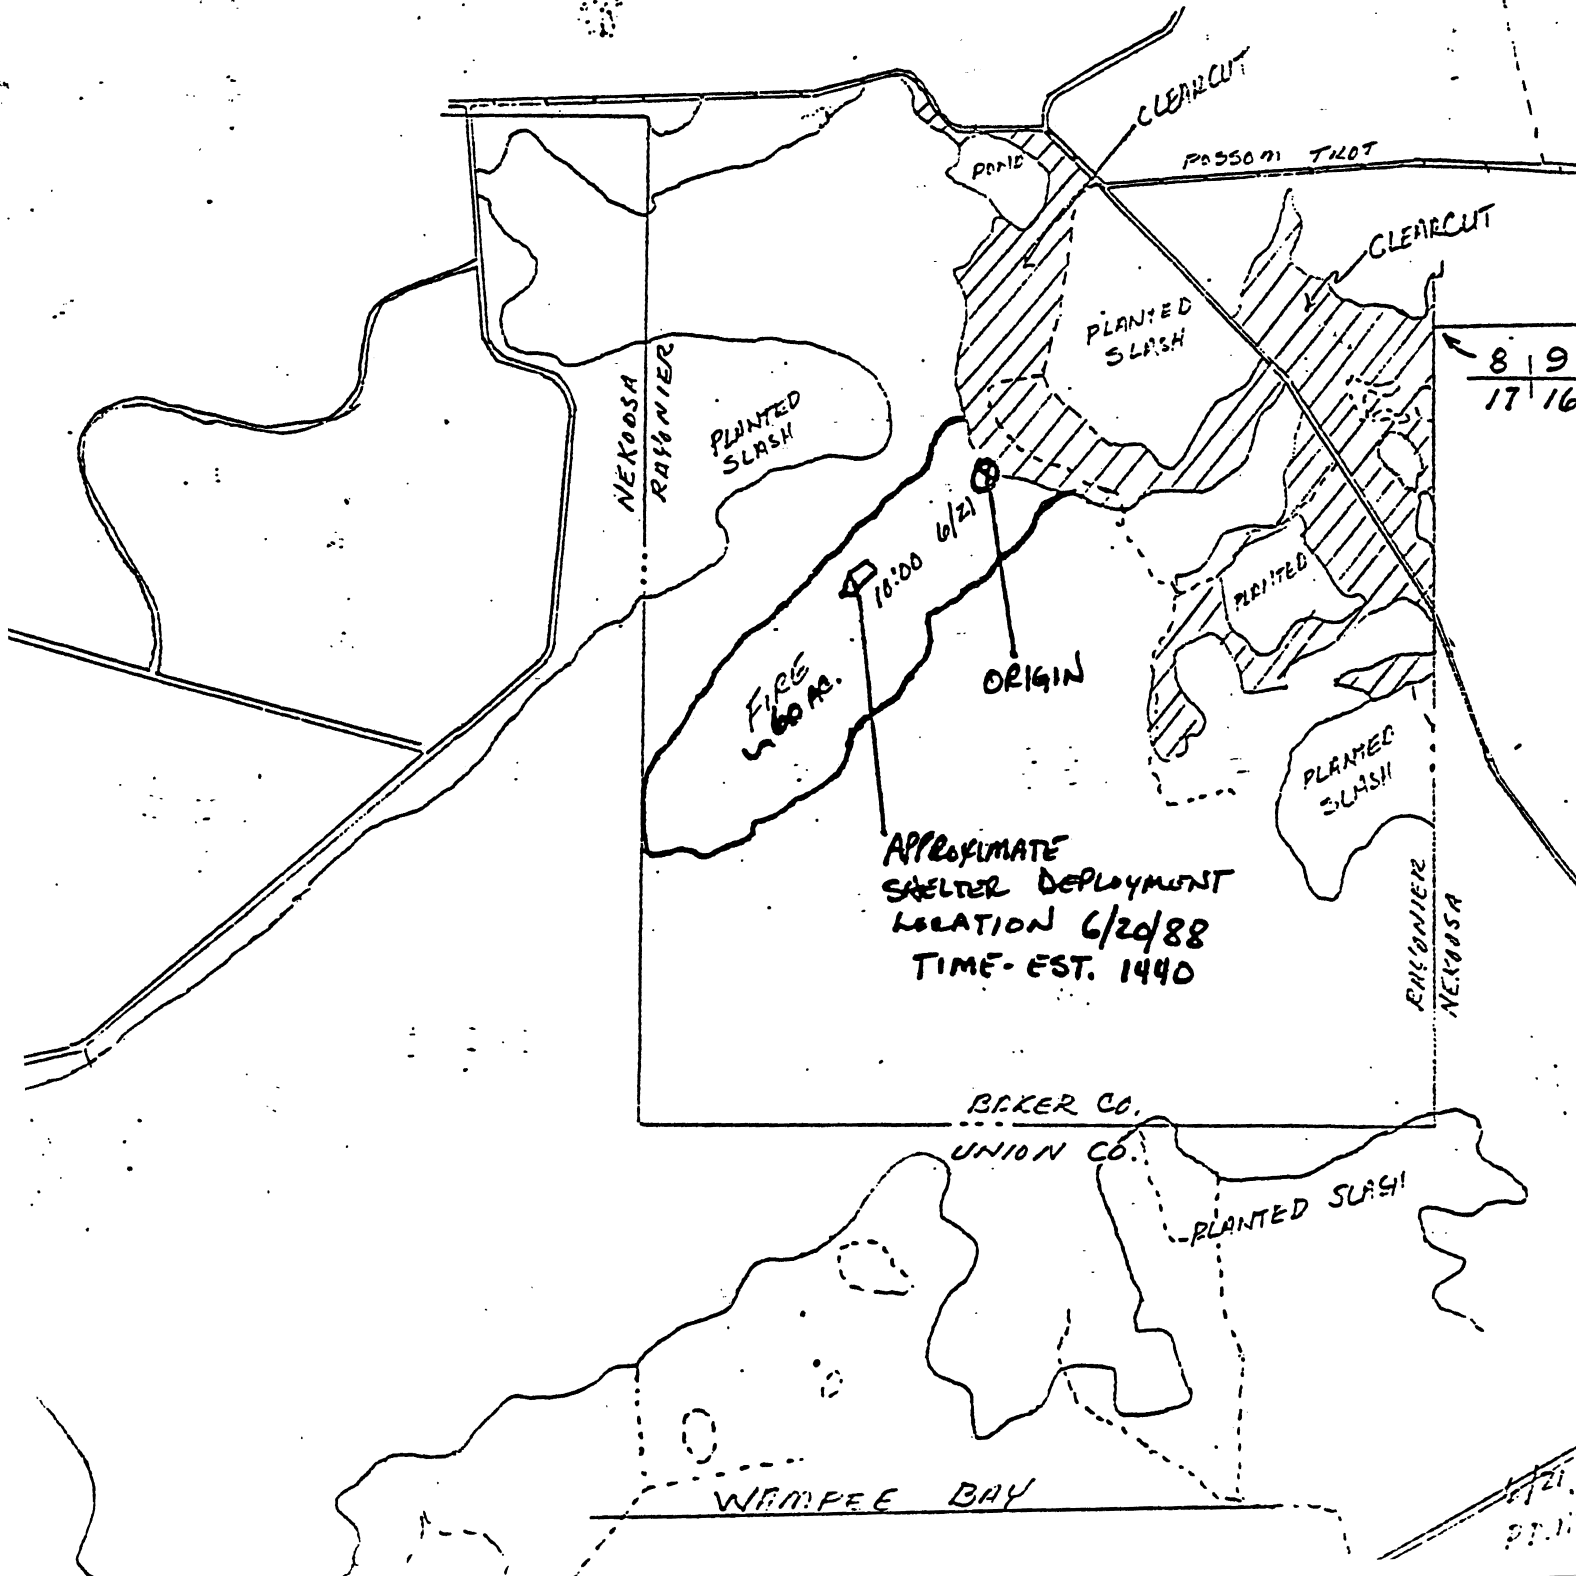 CLEARCUT
POND
POSSOM TROT
CLEARCUT
PLANTED
SLASH
8 9
17 16
NEKOOSA
RAYONIER
PLANTED
SLASH
6/21
10:00
PLANTED
ORIGIN
FIRE
~60 AC.
PLANTED
SLASH
APPROXIMATE
SHELTER DEPLOYMENT
LOCATION 6/20/88
TIME- EST. 1440
RAYONIER
NEKOOSA
BAKER CO.
UNION CO.
PLANTED SLASH
WAMPEE BAY